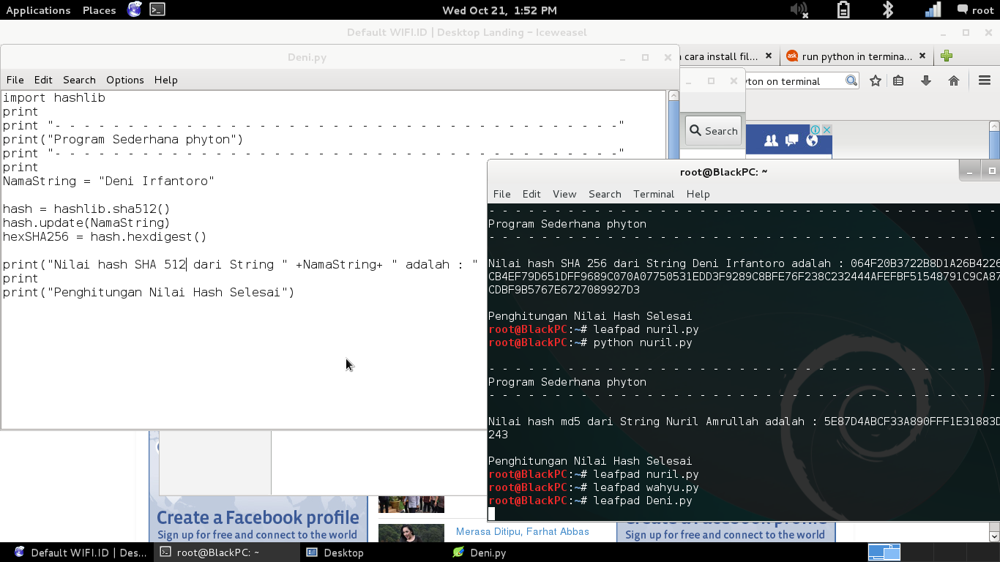 Applications Places Wed Oct 21, 1:52 PM root
Default WIFI.ID | Desktop Landing - Iceweasel
Deni.py
cara install fil...
run python in termina...
File Edit Search Options Help
yton on terminal
import hashlib
print
print "- - - - - - - - - - - - - - - - - - - - - - - - - - - - - - - - - - - - - - -"
print("Program Sederhana phyton")
print "- - - - - - - - - - - - - - - - - - - - - - - - - - - - - - - - - - - - - - -"
print
NamaString = "Deni Irfantoro"
hash = hashlib.sha512()
hash.update(NamaString)
hexSHA256 = hash.hexdigest()
print("Nilai hash SHA 512 dari String " +NamaString+ " adalah : "
print
print("Penghitungan Nilai Hash Selesai")
Search
root@BlackPC: ~
File Edit View Search Terminal Help
- - - - - - - - - - - - - - - - - - - - - - - - - - - - - - - - - - - - - - -
Program Sederhana phyton
- - - - - - - - - - - - - - - - - - - - - - - - - - - - - - - - - - - - - - -
Nilai hash SHA 256 dari String Deni Irfantoro adalah : 064F20B3722B8D1A26B4226
CB4EF79D651DFF9689C070A07750531EDD3F9289C8BFE76F238C232444AFEFBF51548791C9CA87
CDBF9B5767E6727089927D3
Penghitungan Nilai Hash Selesai
root@BlackPC:~# leafpad nuril.py
root@BlackPC:~# python nuril.py
- - - - - - - - - - - - - - - - - - - - - - - - - - - - - - - - - - - - - - -
Program Sederhana phyton
- - - - - - - - - - - - - - - - - - - - - - - - - - - - - - - - - - - - - - -
Nilai hash md5 dari String Nuril Amrullah adalah : 5E87D4ABCF33A890FFF1E31883D
243
Penghitungan Nilai Hash Selesai
root@BlackPC:~# leafpad nuril.py
root@BlackPC:~# leafpad wahyu.py
root@BlackPC:~# leafpad Deni.py
Create a Facebook profile
Sign up for free and connect to the world
Merasa Ditipu, Farhat Abbas
Create a Facebook profile
Sign up for free and connect to the world
Default WIFI.ID | Des... root@BlackPC: ~ Desktop Deni.py